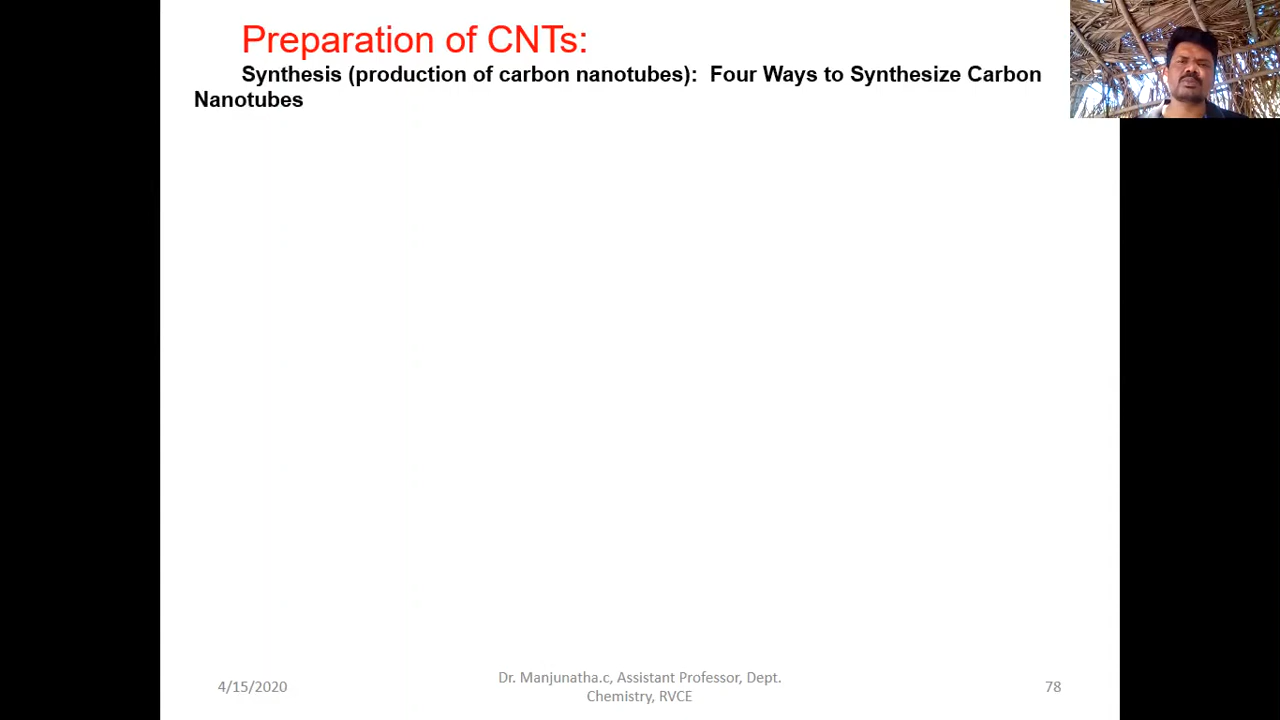 Preparation of CNTs:
Synthesis (production of carbon nanotubes):  Four Ways to Synthesize Carbon
Nanotubes
4/15/2020
Dr. Manjunatha.c, Assistant Professor, Dept.
Chemistry, RVCE
78